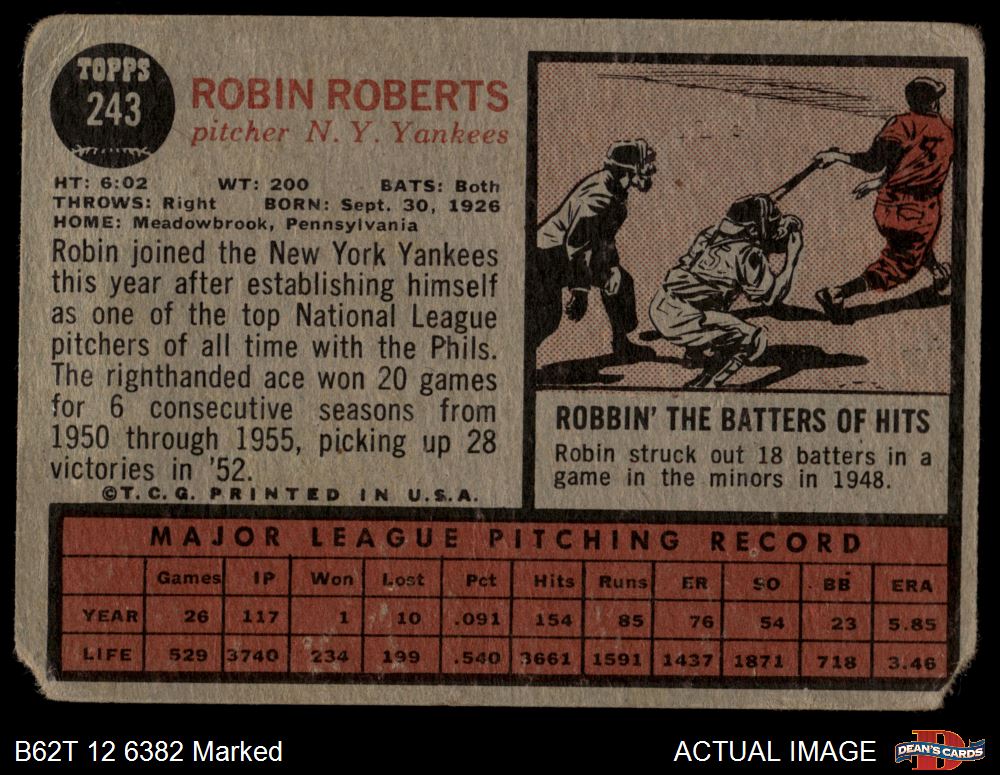 TOPPS
243
ROBIN ROBERTS
pitcher N. Y. Yankees
HT: 6:02 WT: 200 BATS: Both
THROWS: Right BORN: Sept. 30, 1926
HOME: Meadowbrook, Pennsylvania
Robin joined the New York Yankees
this year after establishing himself
as one of the top National League
pitchers of all time with the Phils.
The righthanded ace won 20 games
for 6 consecutive seasons from
1950 through 1955, picking up 28
victories in '52.
©T.C.G. PRINTED IN U.S.A.
5
ROBBIN' THE BATTERS OF HITS
Robin struck out 18 batters in a
game in the minors in 1948.
MAJOR LEAGUE PITCHING RECORD
Games IP Won Lost Pct Hits Runs ER SO BB ERA
YEAR 26 117 1 10 .091 154 85 76 54 23 5.85
LIFE 529 3740 234 199 .540 3661 1591 1437 1871 718 3.46
B62T 12 6382 Marked
ACTUAL IMAGE
D
DEAN'S CARDS